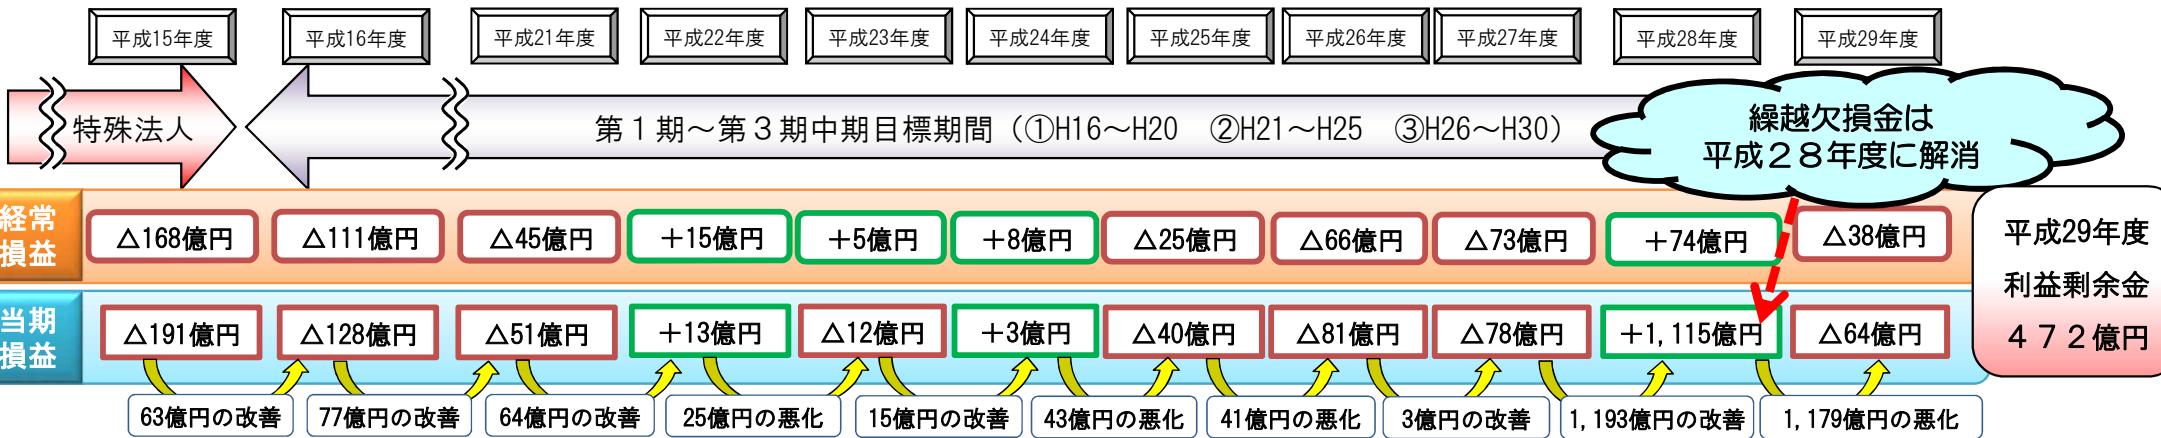 平成15年度
平成16年度
平成21年度
平成22年度
平成23年度
平成24年度
平成25年度
平成26年度
平成27年度
平成28年度
平成29年度
特殊法人
第１期～第３期中期目標期間（①H16～H20　②H21～H25　③H26～H30）
繰越欠損金は
平成２８年度に解消
経常
損益
△168億円
△111億円
△45億円
＋15億円
＋5億円
＋8億円
△25億円
△66億円
△73億円
＋74億円
△38億円
当期
損益
△191億円
△128億円
△51億円
＋13億円
△12億円
＋3億円
△40億円
△81億円
△78億円
＋1,115億円
△64億円
平成29年度
利益剰余金
４７２億円
63億円の改善
77億円の改善
64億円の改善
25億円の悪化
15億円の改善
43億円の悪化
41億円の悪化
3億円の改善
1,193億円の改善
1,179億円の悪化